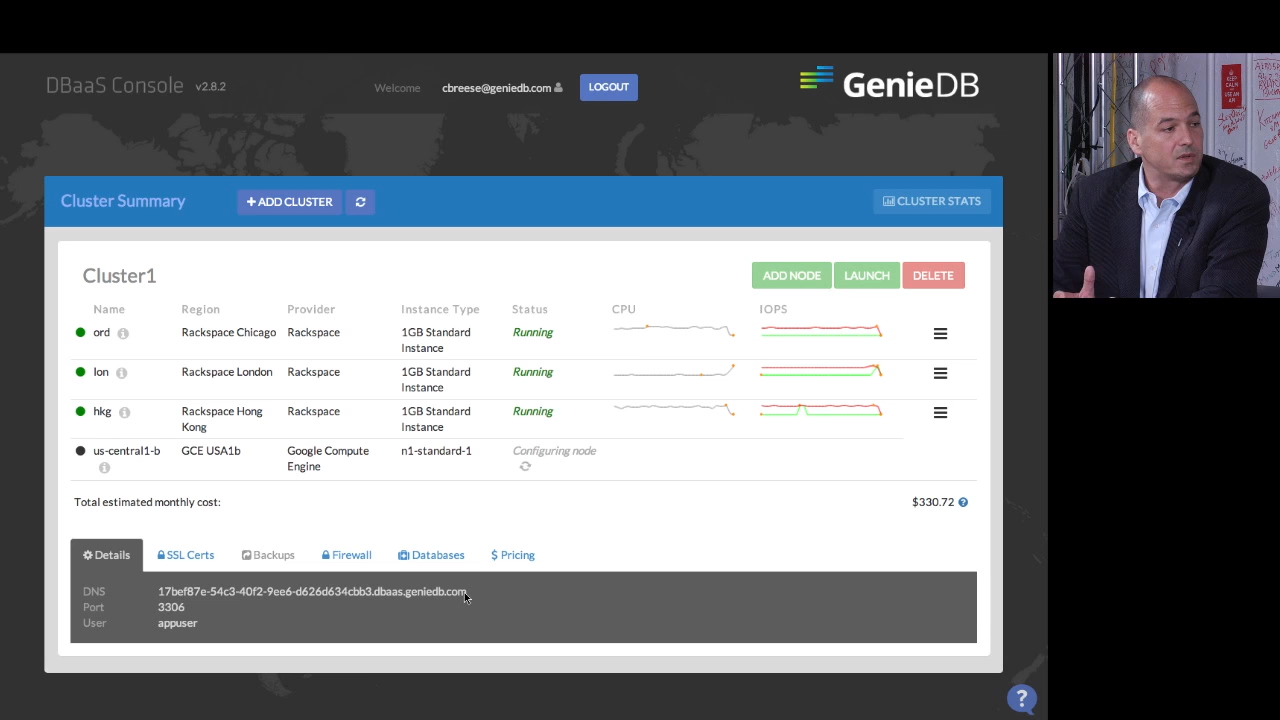 DBaaS Console v2.8.2
Welcome cbreese@geniedb.com LOGOUT
GenieDB
Cluster Summary
+ ADD CLUSTER
CLUSTER STATS
Cluster1
ADD NODE LAUNCH DELETE
Name Region Provider Instance Type Status CPU IOPS
ord Rackspace Chicago Rackspace 1GB Standard Running
Instance
lon Rackspace London Rackspace 1GB Standard Running
Instance
hkg Rackspace Hong Rackspace 1GB Standard Running
Kong Instance
us-central1-b GCE USA1b Google Compute n1-standard-1 Configuring node
Engine
Total estimated monthly cost: $330.72
Details SSL Certs Backups Firewall Databases $ Pricing
DNS 17bef87e-54c3-40f2-9ee6-d626d634cbb3.dbaas.geniedb.com
Port 3306
User appuser
?
KEEP
CALM